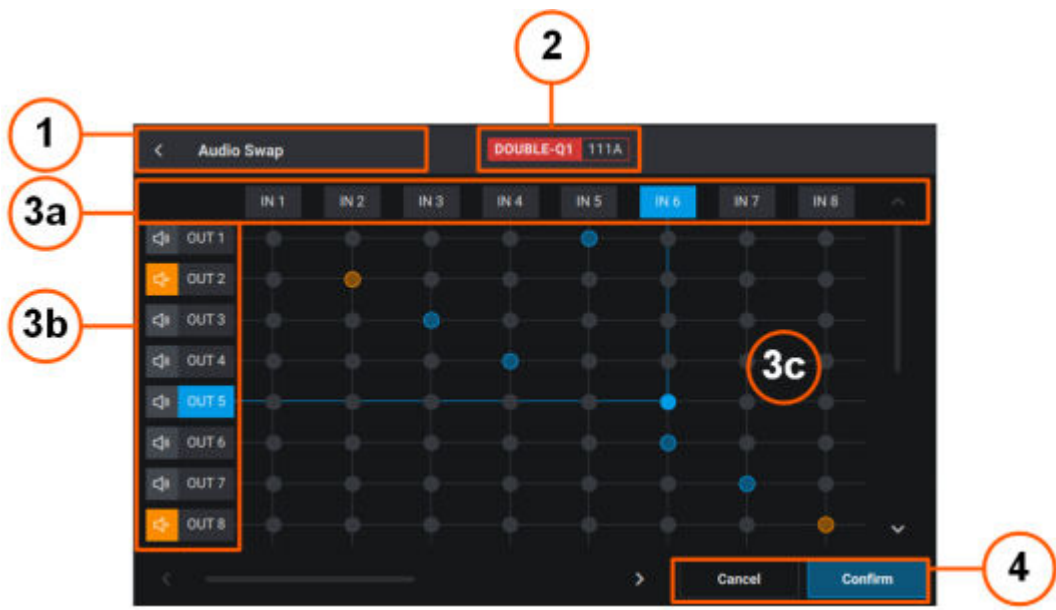 2
1
Audio Swap
DOUBLE-Q1 111A
3a
IN 1 IN 2 IN 3 IN 4 IN 5 IN 6 IN 7 IN 8
OUT 1
OUT 2
3b
OUT 3
OUT 4
3c
OUT 5
OUT 6
OUT 7
OUT 8
Cancel Confirm
4